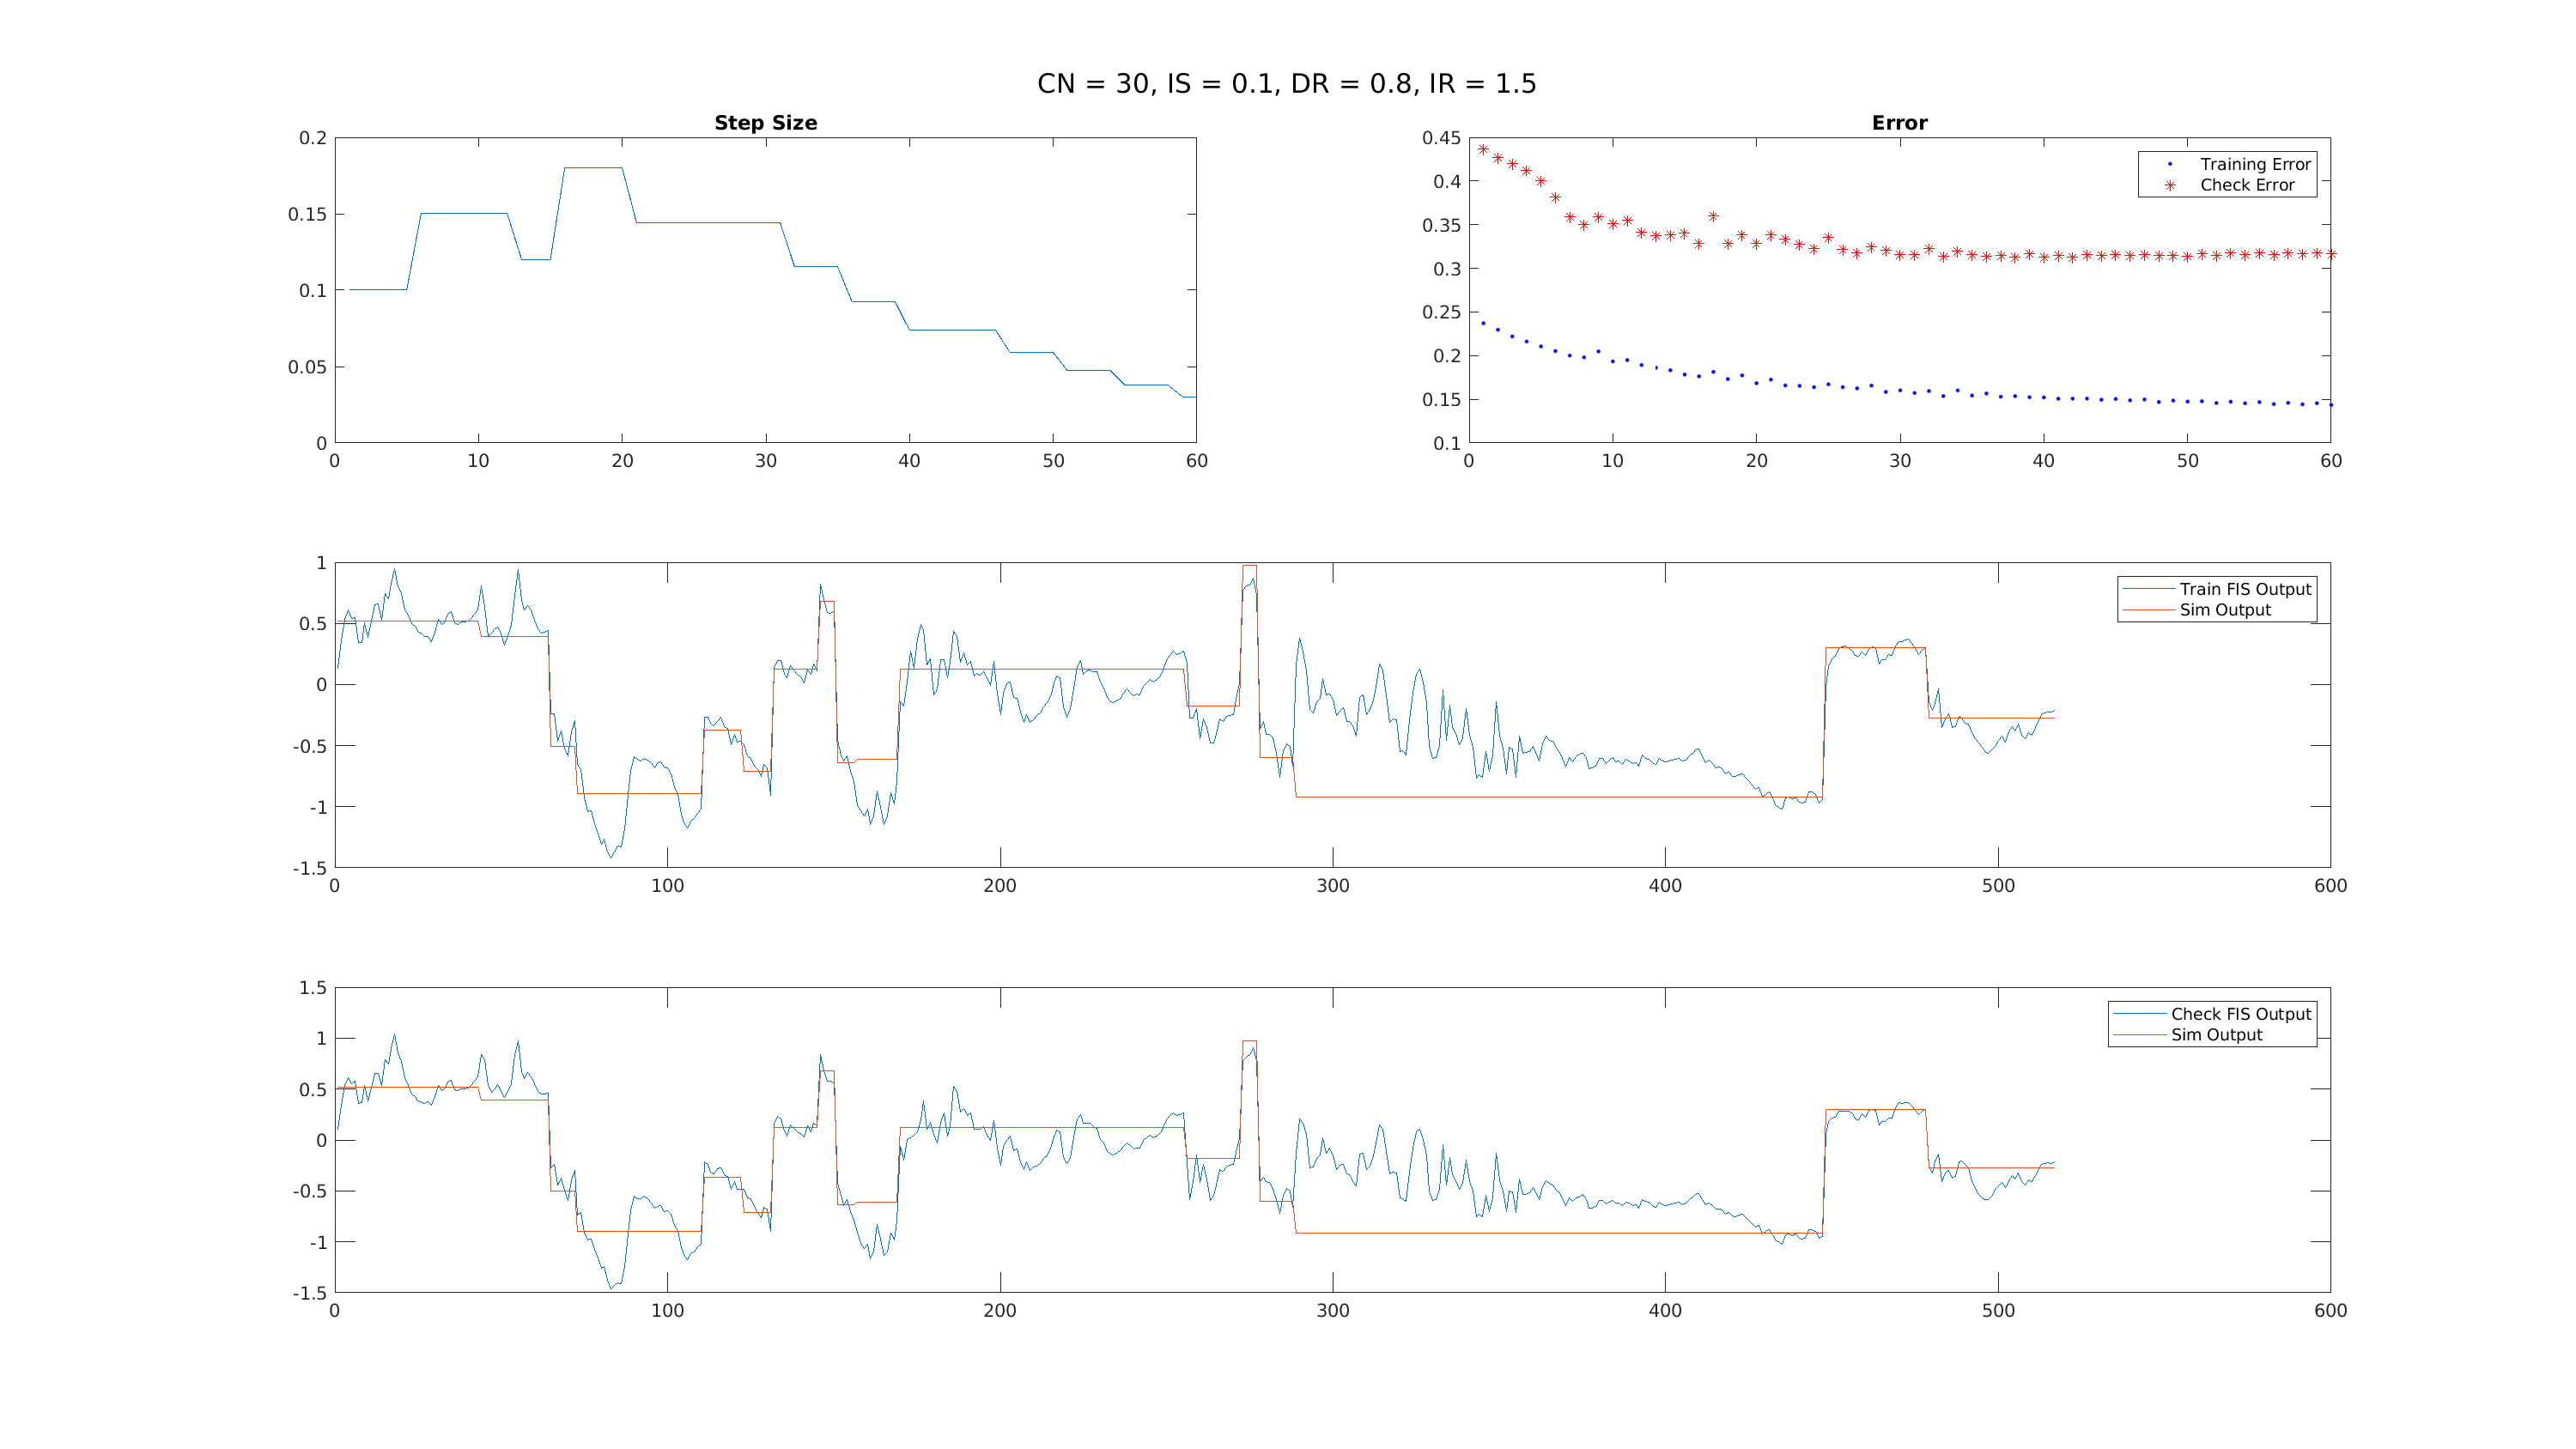 CN = 30, IS = 0.1, DR = 0.8, IR = 1.5
Step Size
0.2
0.15
0.1
0.05
0
0 10 20 30 40 50 60
Error
0.45
0.4
0.35
0.3
0.25
0.2
0.15
0.1
0 10 20 30 40 50 60
Training Error
Check Error
1
0.5
0
-0.5
-1
-1.5
0 100 200 300 400 500 600
Train FIS Output
Sim Output
1.5
1
0.5
0
-0.5
-1
-1.5
0 100 200 300 400 500 600
Check FIS Output
Sim Output